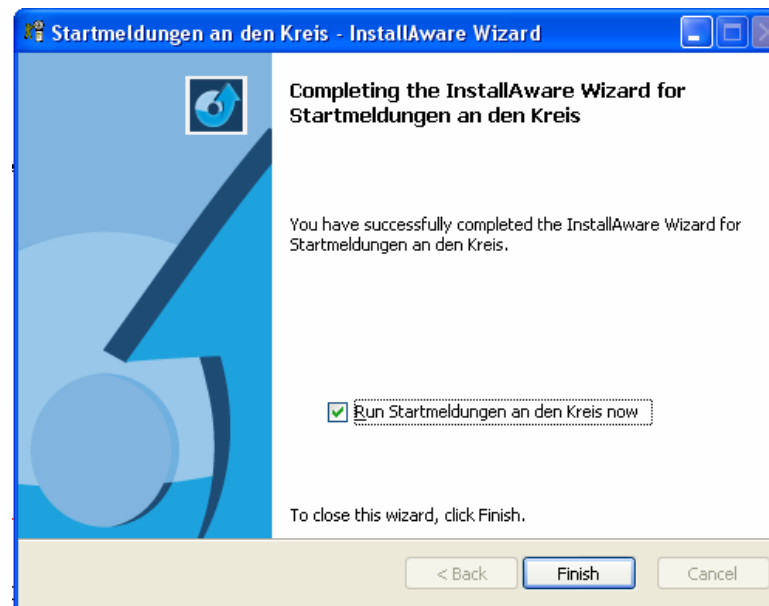 Startmeldungen an den Kreis - InstallAware Wizard
Completing the InstallAware Wizard for
Startmeldungen an den Kreis
You have successfully completed the InstallAware Wizard for
Startmeldungen an den Kreis.
Run Startmeldungen an den Kreis now
To close this wizard, click Finish.
< Back Finish Cancel